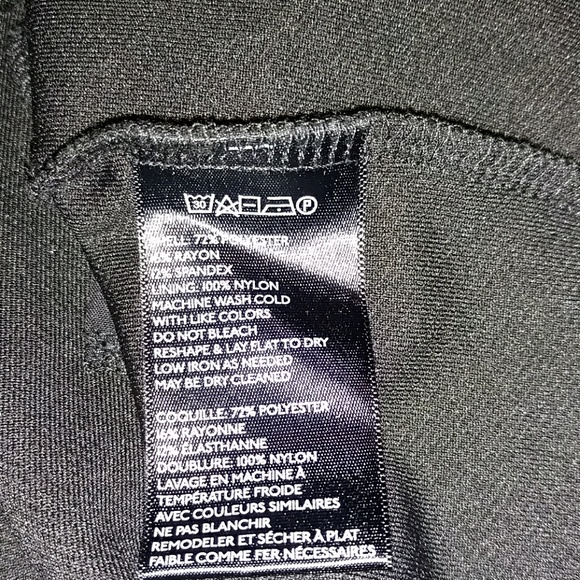 30 P
SHELL: 72% POLYESTER
RAYON
SPANDEX
LINING: 100% NYLON
MACHINE WASH COLD
WITH LIKE COLORS
DO NOT BLEACH
RESHAPE & LAY FLAT TO DRY
LOW IRON AS NEEDED
MAY BE DRY CLEANED
COQUILLE: 72% POLYESTER
RAYONNE
ELASTHANNE
DOUBLURE: 100% NYLON
LAVAGE EN MACHINE À
TEMPÉRATURE FROIDE
AVEC COULEURS SIMILAIRES
NE PAS BLANCHIR
REMODELER ET SÉCHER À PLAT
FAIBLE COMME FER NÉCESSAIRES